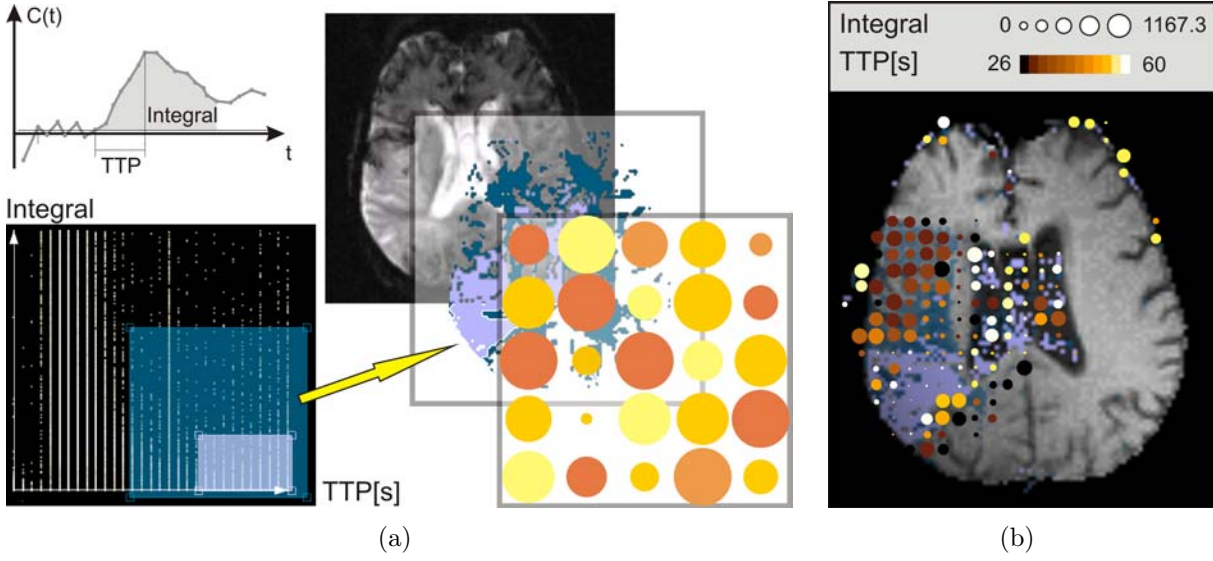 C(t)
Integral
t
TTP
Integral
TTP[s]
(a)
Integral 0 1167.3
TTP[s] 26 60
(b)